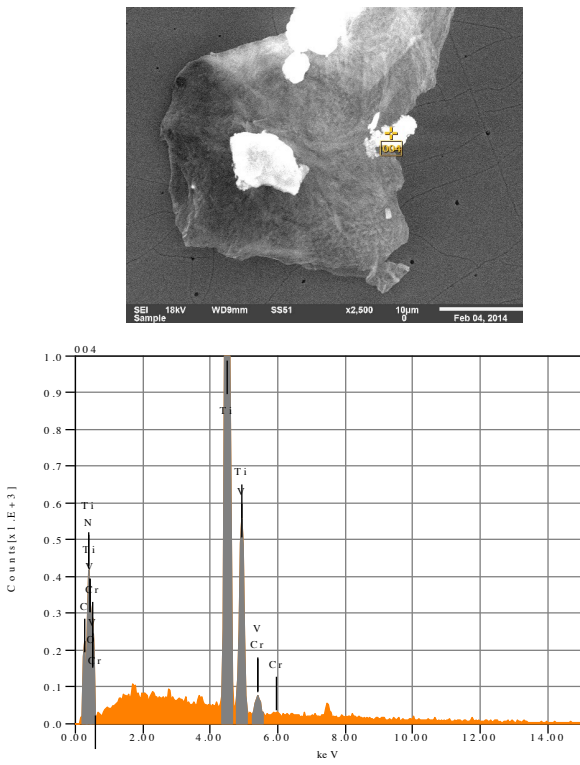 004
SEI 18kV WD9mm SS51 x2,500 10µm
Sample 0 Feb 04, 2014
004
1.0
0.9
0.8
0.7
0.6
0.5
0.4
0.3
0.2
0.1
0.0
Counts[x1.E+3]
Ti
Ti
V
Ti
N
Ti
V
Cr
C
V
O
Cr
V
Cr
Cr
0.00 2.00 4.00 6.00 8.00 10.00 12.00 14.00
keV